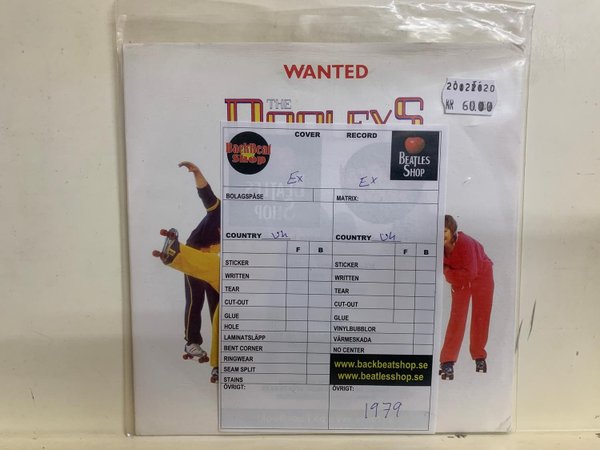 WANTED
THE
DOOLEYS
20022020
KR 60.00
COVER
RECORD
BackBeat
Shop
BEATLES
SHOP
Ex
Ex
BOLAGSPÅSE
MATRIX:
COUNTRY UK
COUNTRY UK
F B
F B
STICKER
STICKER
WRITTEN
WRITTEN
TEAR
TEAR
CUT-OUT
CUT-OUT
GLUE
GLUE
HOLE
VINYLBUBBLOR
LAMINATSLÄPP
VÄRMESKADA
BENT CORNER
NO CENTER
RINGWEAR
www.backbeatshop.se
SEAM SPLIT
www.beatlesshop.se
STAINS
ÖVRIGT:
ÖVRIGT:
1979